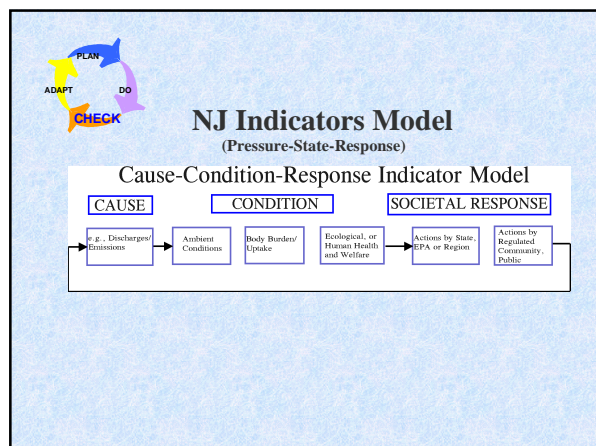 PLAN
ADAPT
DO
CHECK
NJ Indicators Model
(Pressure-State-Response)
Cause-Condition-Response Indicator Model
CAUSE
CONDITION
SOCIETAL RESPONSE
e.g., Discharges/
Emissions
Ambient
Conditions
Body Burden/
Uptake
Ecological, or
Human Health
and Welfare
Actions by State,
EPA or Region
Actions by
Regulated
Community,
Public